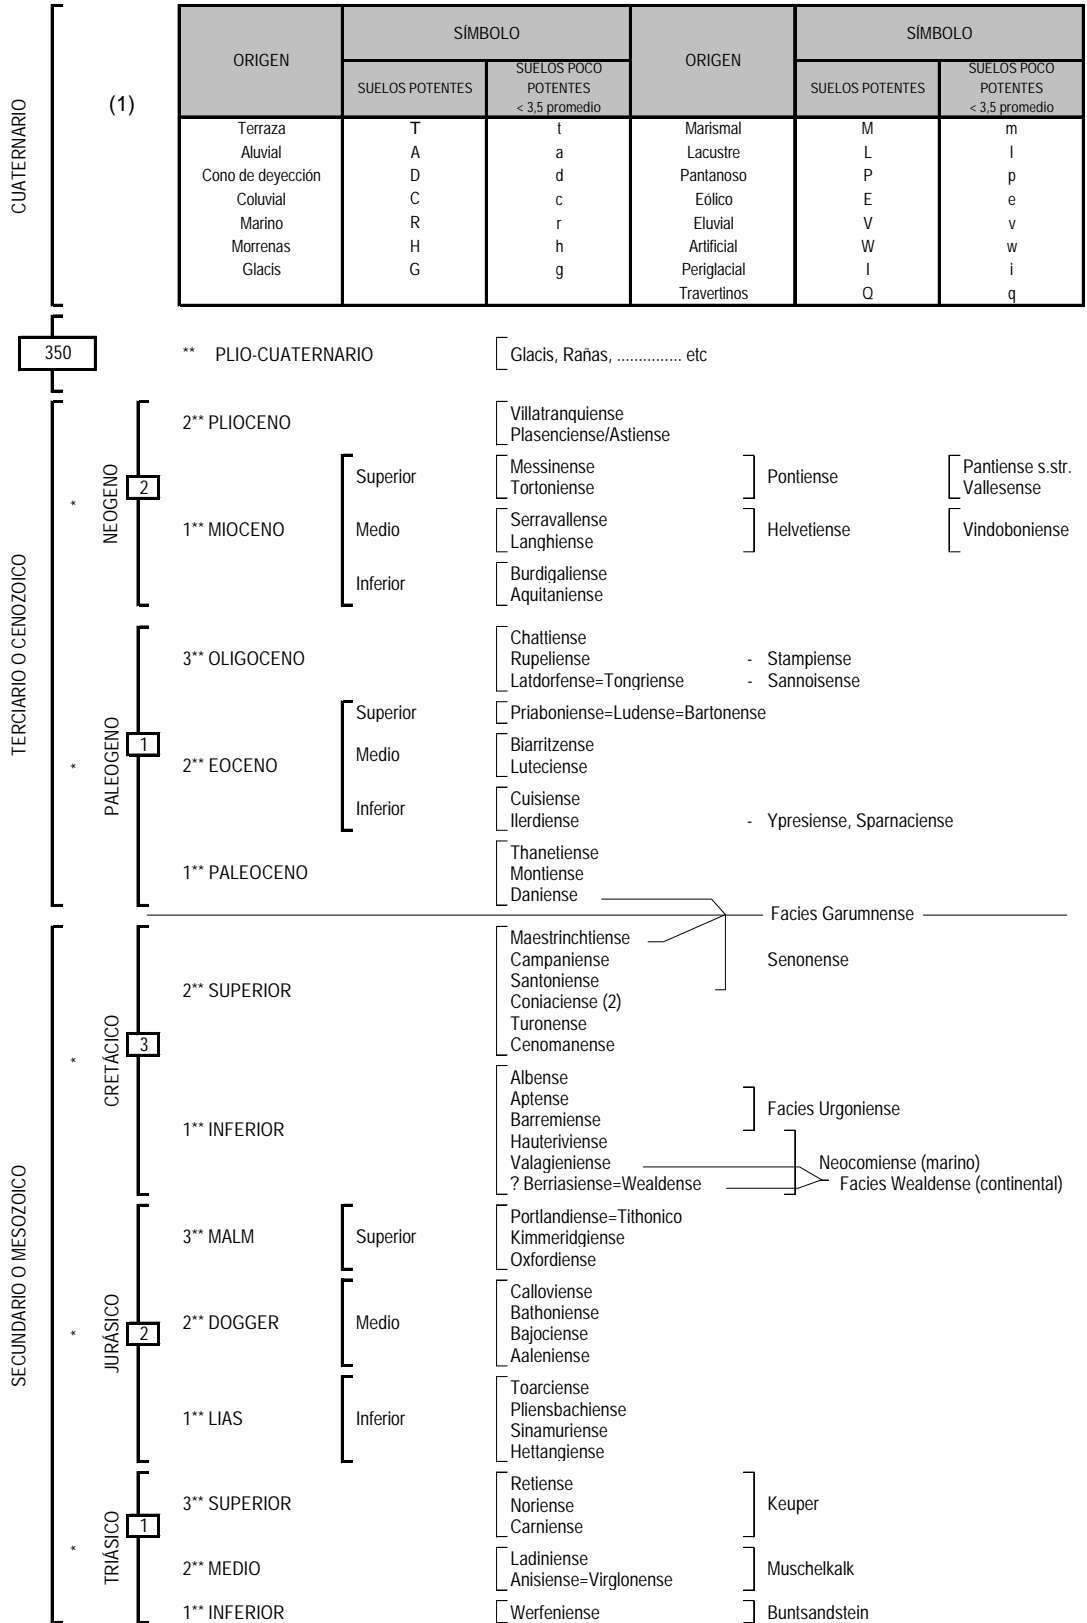 CUATERNARIO
(1)
ORIGEN SÍMBOLO ORIGEN SÍMBOLO
SUELOS POTENTES SUELOS POCO POTENTES < 3,5 promedio SUELOS POTENTES SUELOS POCO POTENTES < 3,5 promedio
Terraza T t Marismal M m
Aluvial A a Lacustre L l
Cono de deyección D d Pantanoso P p
Coluvial C c Eólico E e
Marino R r Eluvial V v
Morrenas H h Artificial W w
Glacis G g Periglacial I i
Travertinos Q q
350
** PLIO-CUATERNARIO Glacis, Rañas, ............... etc
TERCIARIO O CENOZOICO
*
NEOGENO
2
2** PLIOCENO
Villatranquiense
Plasenciense/Astiense
1** MIOCENO
Superior
Messinense
Tortoniense
Pontiense
Pantiense s.str.
Vallesense
Medio
Serravallense
Langhiense
Helvetiense
Vindoboniense
Inferior
Burdigaliense
Aquitaniense
*
PALEOGENO
1
3** OLIGOCENO
Chattiense
Rupeliense - Stampiense
Latdorfense=Tongriense - Sannoisense
2** EOCENO
Superior
Priaboniense=Ludense=Bartonense
Medio
Biarritzense
Luteciense
Inferior
Cuisiense
Ilerdiense - Ypresiense, Sparnaciense
1** PALEOCENO
Thanetiense
Montiense
Daniense
Facies Garumnense
SECUNDARIO O MESOZOICO
*
CRETÁCICO
3
2** SUPERIOR
Maestrinchtiense
Campaniense
Santoniense
Coniaciense (2)
Turonense
Cenomanense
Senonense
1** INFERIOR
Albense
Aptense
Barremiense
Hauteriviense
Valagieniense
? Berriasiense=Wealdense
Facies Urgoniense
Neocomiense (marino)
Facies Wealdense (continental)
*
JURÁSICO
2
3** MALM
Superior
Portlandiense=Tithonico
Kimmeridgiense
Oxfordiense
2** DOGGER
Medio
Calloviense
Bathoniense
Bajociense
Aaleniense
1** LIAS
Inferior
Toarciense
Pliensbachiense
Sinamuriense
Hettangiense
*
TRIÁSICO
1
3** SUPERIOR
Retiense
Noriense
Carniense
Keuper
2** MEDIO
Ladiniense
Anisiense=Virglonense
Muschelkalk
1** INFERIOR
Werfeniense
Buntsandstein